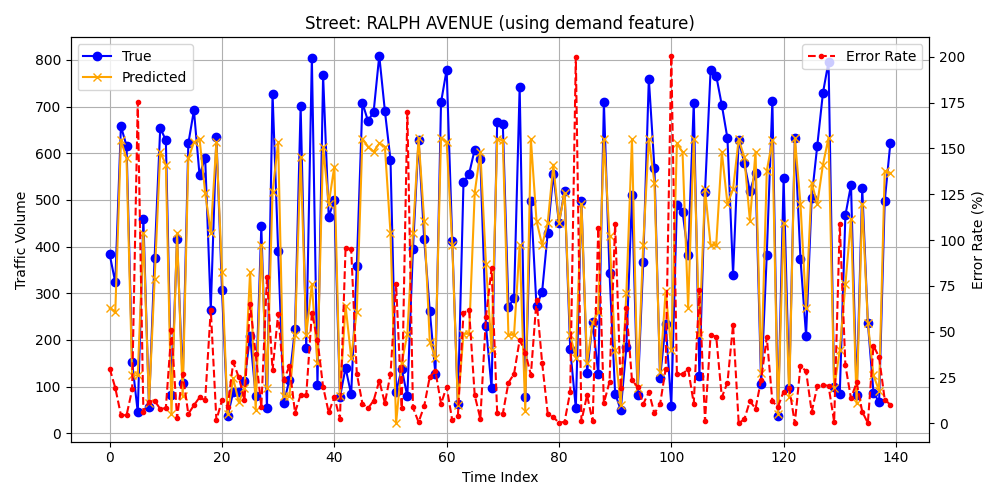 Street: RALPH AVENUE (using demand feature)
True
Predicted
Error Rate
Traffic Volume
800
700
600
500
400
300
200
100
0
200
175
150
125
100
75
50
25
0
Error Rate (%)
0 20 40 60 80 100 120 140
Time Index